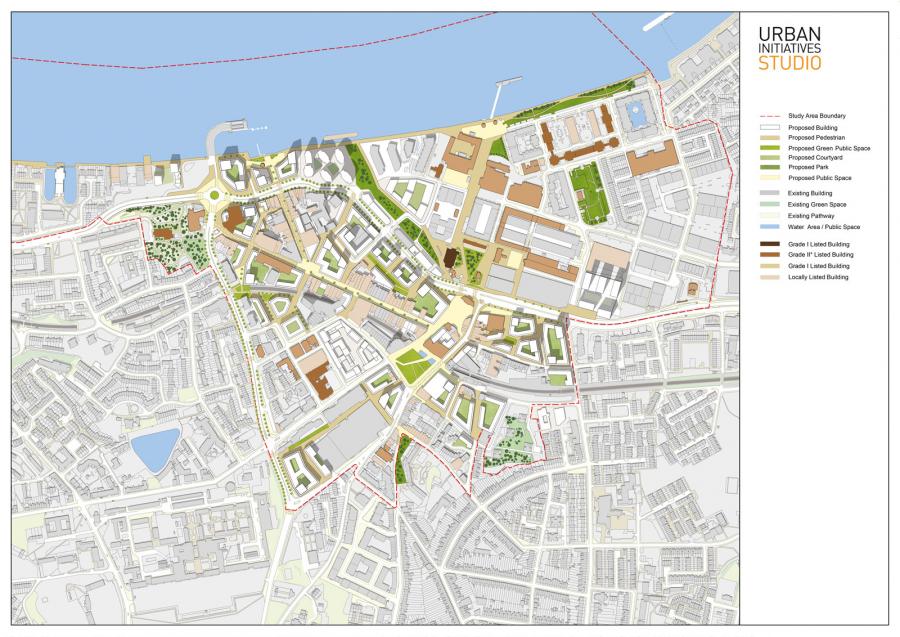 URBAN
INITIATIVES
STUDIO
Study Area Boundary
Proposed Building
Proposed Pedestrian
Proposed Green Public Space
Proposed Courtyard
Proposed Park
Proposed Public Space
Existing Building
Existing Green Space
Existing Pathway
Water Area / Public Space
Grade I Listed Building
Grade II* Listed Building
Grade I Listed Building
Locally Listed Building